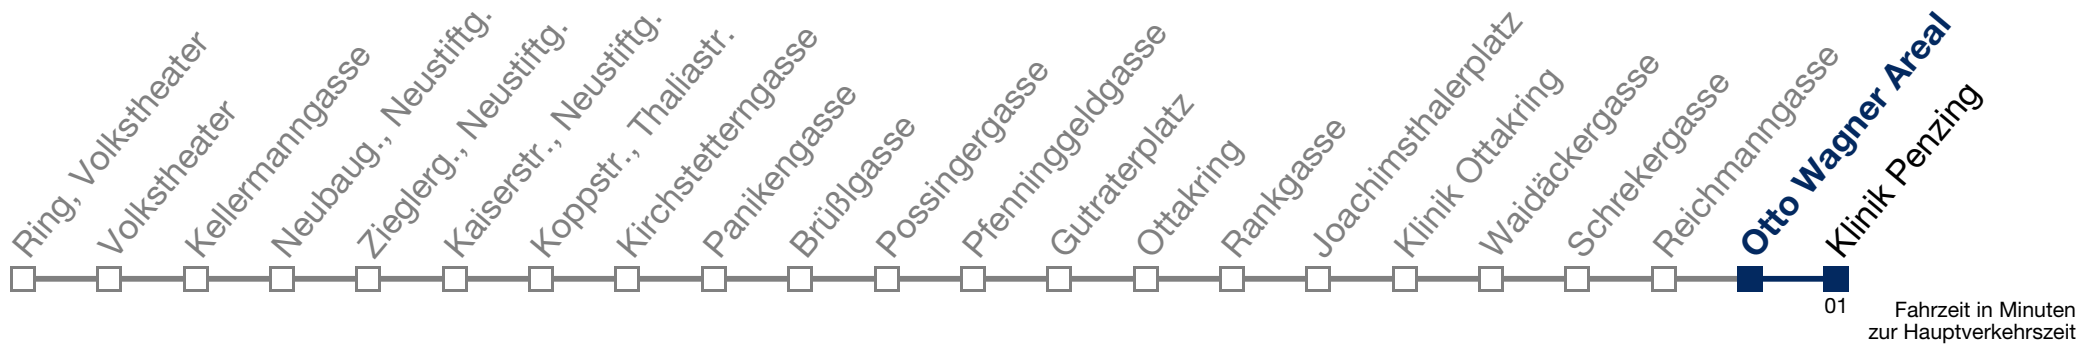 Ring, Volkstheater
Volkstheater
Kellermanngasse
Neubaug., Neustiftg.
Zieglerg., Neustiftg.
Kaiserstr., Neustiftg.
Koppstr., Thaliastr.
Kirchstetterngasse
Panikengasse
Brüßlgasse
Possingergasse
Pfenninggeldgasse
Gutraterplatz
Ottakring
Rankgasse
Joachimsthalerplatz
Klinik Ottakring
Waidäckergasse
Schrekergasse
Reichmanngasse
Otto Wagner Areal
Klinik Penzing
01
Fahrzeit in Minuten
zur Hauptverkehrszeit